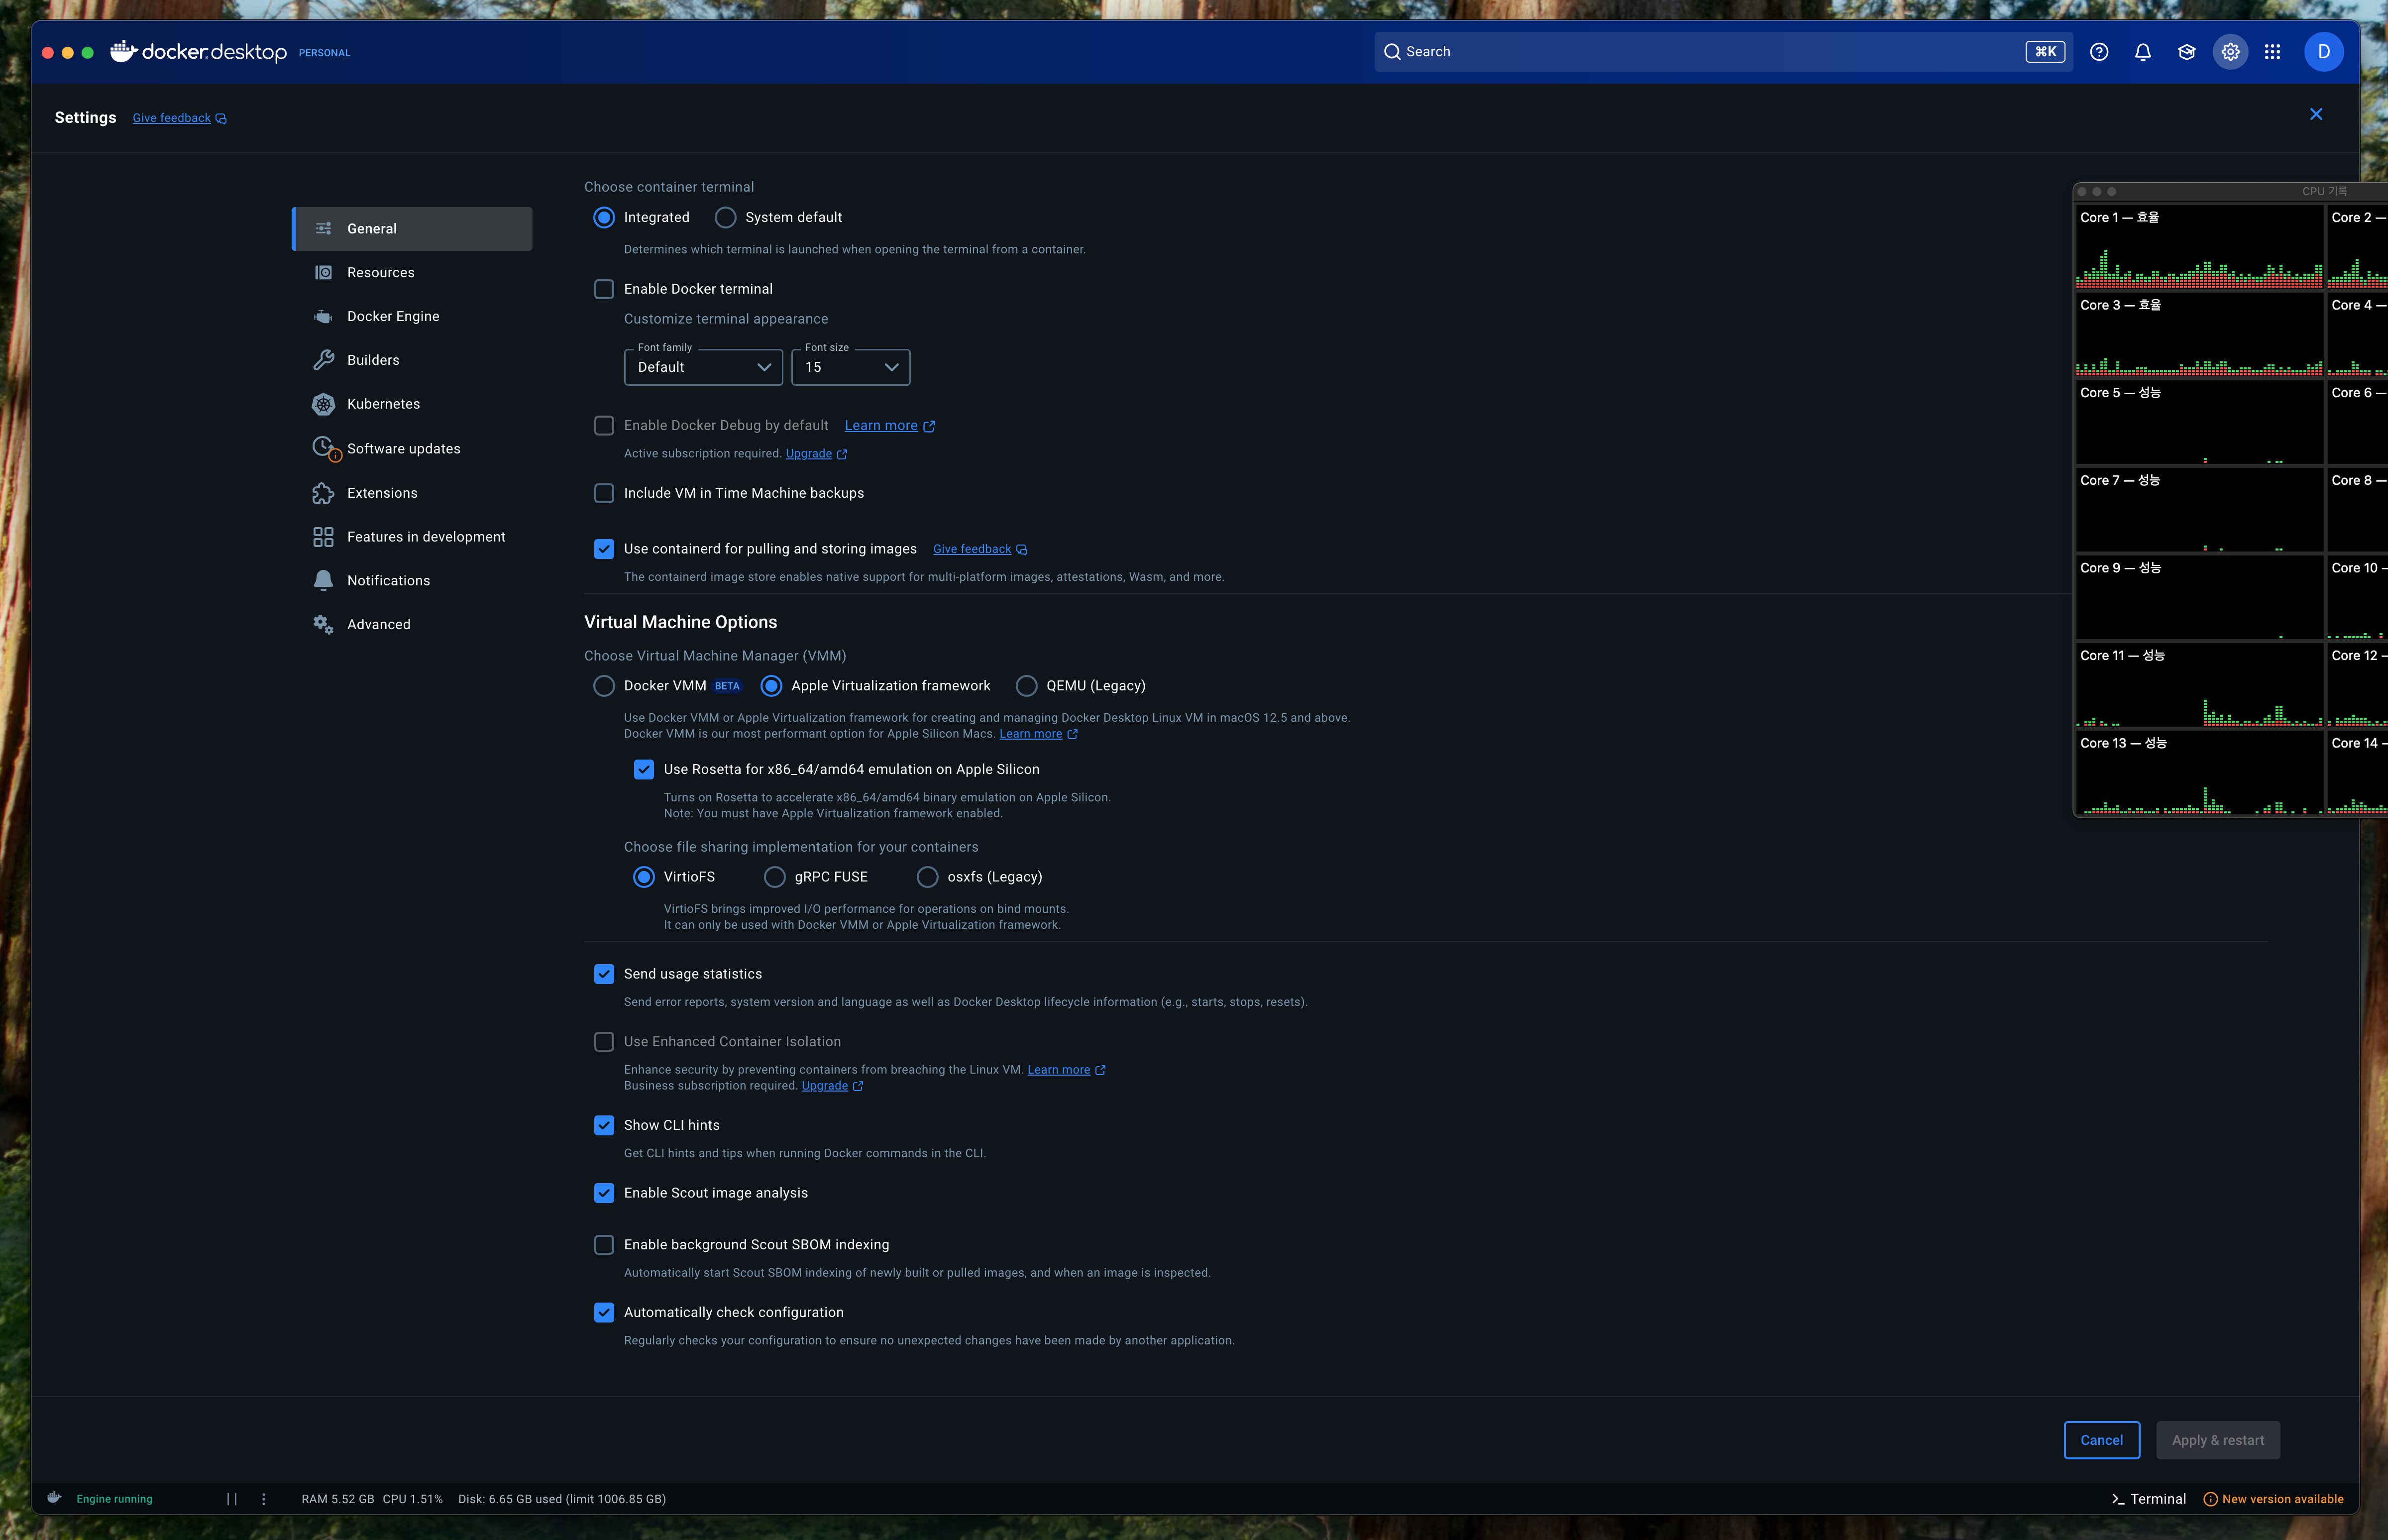 docker desktop PERSONAL
Search
⌘K
D
Settings
Give feedback
General
Resources
Docker Engine
Builders
Kubernetes
Software updates
Extensions
Features in development
Notifications
Advanced
Choose container terminal
Integrated
System default
Determines which terminal is launched when opening the terminal from a container.
Enable Docker terminal
Customize terminal appearance
Font family
Default
Font size
15
Enable Docker Debug by default Learn more
Active subscription required. Upgrade
Include VM in Time Machine backups
Use containerd for pulling and storing images Give feedback
The containerd image store enables native support for multi-platform images, attestations, Wasm, and more.
Virtual Machine Options
Choose Virtual Machine Manager (VMM)
Docker VMM BETA
Apple Virtualization framework
QEMU (Legacy)
Use Docker VMM or Apple Virtualization framework for creating and managing Docker Desktop Linux VM in macOS 12.5 and above.
Docker VMM is our most performant option for Apple Silicon Macs. Learn more
Use Rosetta for x86_64/amd64 emulation on Apple Silicon
Turns on Rosetta to accelerate x86_64/amd64 binary emulation on Apple Silicon.
Note: You must have Apple Virtualization framework enabled.
Choose file sharing implementation for your containers
VirtioFS
gRPC FUSE
osxfs (Legacy)
VirtioFS brings improved I/O performance for operations on bind mounts.
It can only be used with Docker VMM or Apple Virtualization framework.
Send usage statistics
Send error reports, system version and language as well as Docker Desktop lifecycle information (e.g., starts, stops, resets).
Use Enhanced Container Isolation
Enhance security by preventing containers from breaching the Linux VM. Learn more
Business subscription required. Upgrade
Show CLI hints
Get CLI hints and tips when running Docker commands in the CLI.
Enable Scout image analysis
Enable background Scout SBOM indexing
Automatically start Scout SBOM indexing of newly built or pulled images, and when an image is inspected.
Automatically check configuration
Regularly checks your configuration to ensure no unexpected changes have been made by another application.
CPU 기록
Core 1 — 효율
Core 2 —
Core 3 — 효율
Core 4 —
Core 5 — 성능
Core 6 —
Core 7 — 성능
Core 8 —
Core 9 — 성능
Core 10 —
Core 11 — 성능
Core 12 —
Core 13 — 성능
Core 14 —
Cancel
Apply & restart
Engine running
RAM 5.52 GB CPU 1.51% Disk: 6.65 GB used (limit 1006.85 GB)
Terminal
New version available